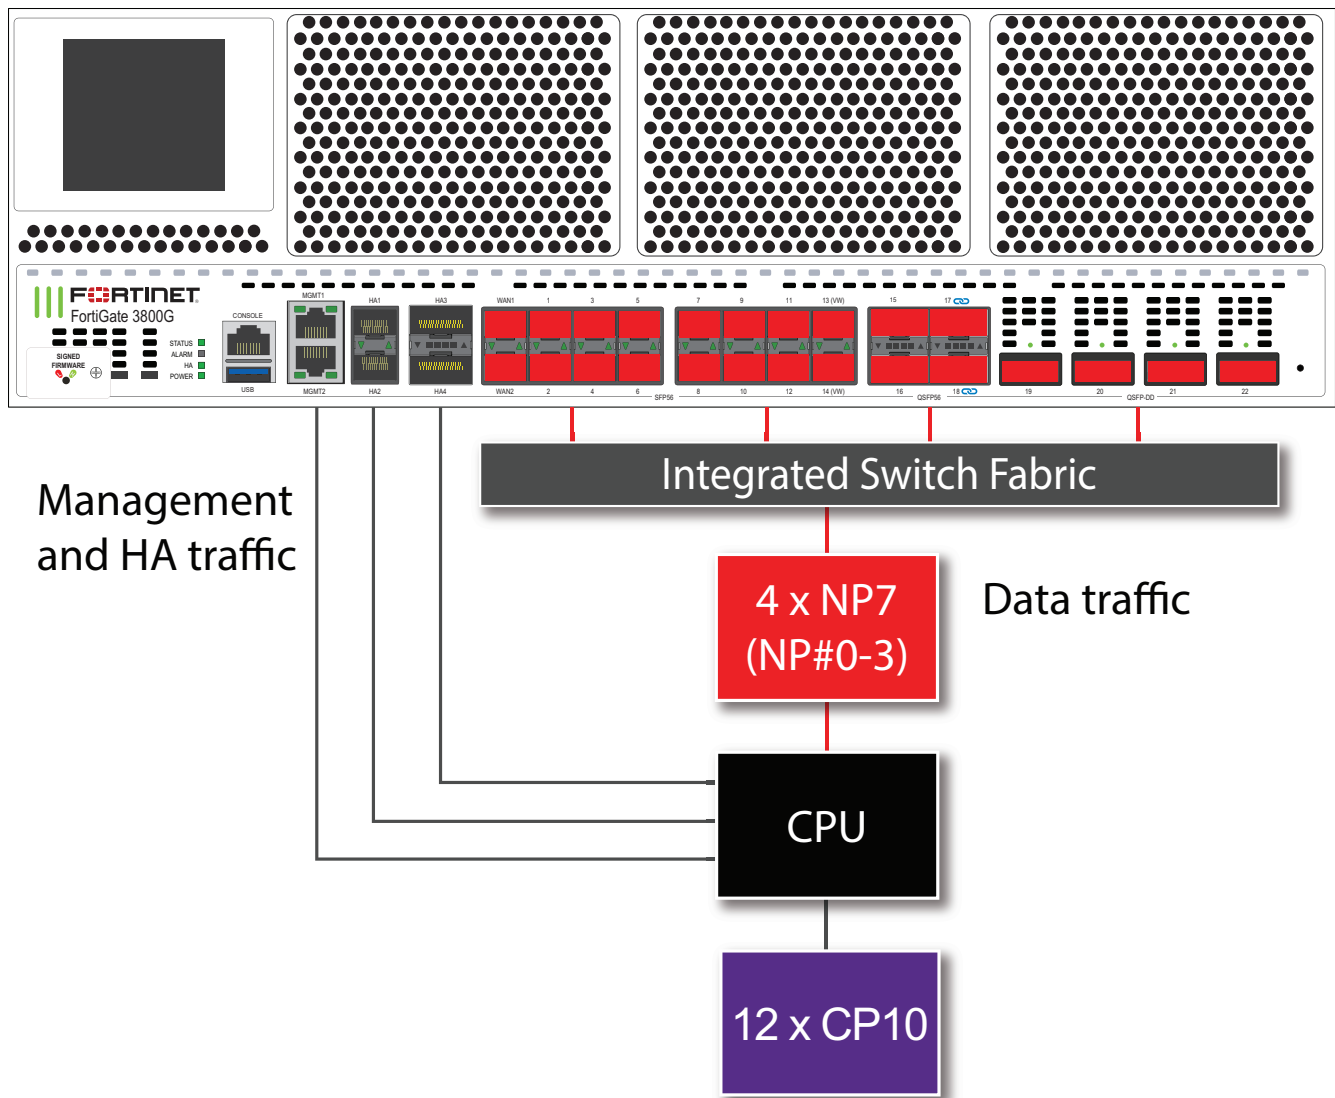 FORTINET
FortiGate 3800G
SIGNED
FIRMWARE
STATUS
ALARM
HA
POWER
CONSOLE
USB
MGMT1
MGMT2
HA1
HA2
HA3
HA4
WAN1 1 3 5
WAN2 2 4 6
SFP56
7 9 11 13 (VW)
8 10 12 14 (VW)
15 17
16 18
QSFP56
19 20 21 22
QSFP-DD
Integrated Switch Fabric
Management
and HA traffic
4 x NP7
(NP#0-3)
Data traffic
CPU
12 x CP10